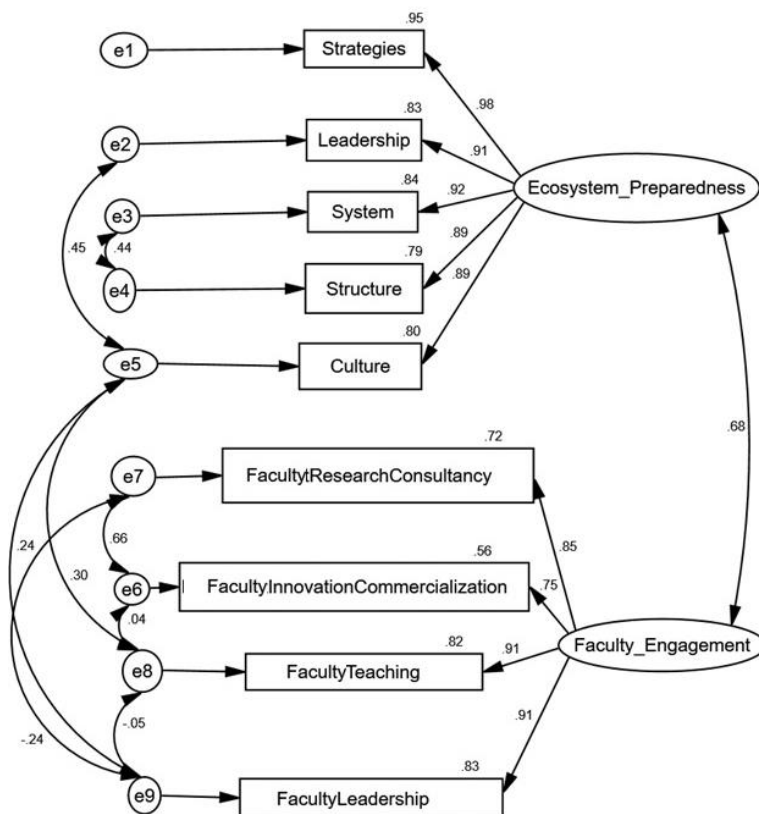 .95
e1
Strategies
.98
.83
e2
Leadership
.91
.84
Ecosystem_Preparedness
e3
System
.92
.45
.44
.79
.89
e4
Structure
.89
.80
e5
Culture
.68
.72
e7
FacultytResearchConsultancy
.24
.66
.85
.30
.56
e6
FacultyInnovationCommercialization
.75
.04
.82
e8
FacultyTeaching
.91
Faculty_Engagement
-.05
.91
-.24
.83
e9
FacultyLeadership